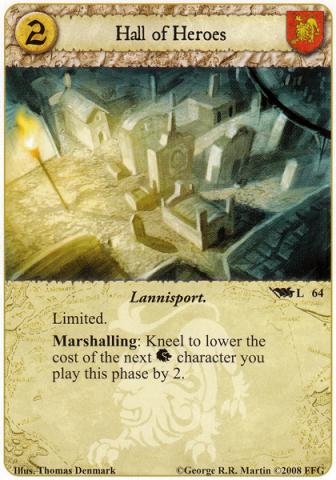 2
Hall of Heroes
L 64
Lannisport.
Limited.
Marshalling: Kneel to lower
the cost of the next character you
play this phase by 2.
Illus. Thomas Denmark
©George R.R. Martin ©2008 FFG